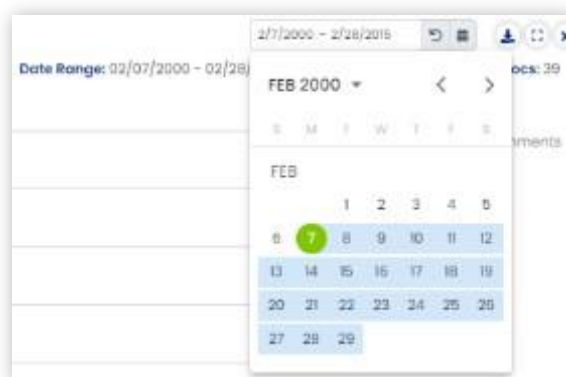 2/7/2000 - 2/28/2015
Date Range: 02/07/2000 - 02/28/
ocs: 39
FEB 2000
mments
S M T W T F S
FEB
1 2 3 4 5
6 7 8 9 10 11 12
13 14 15 16 17 18 19
20 21 22 23 24 25 26
27 28 29